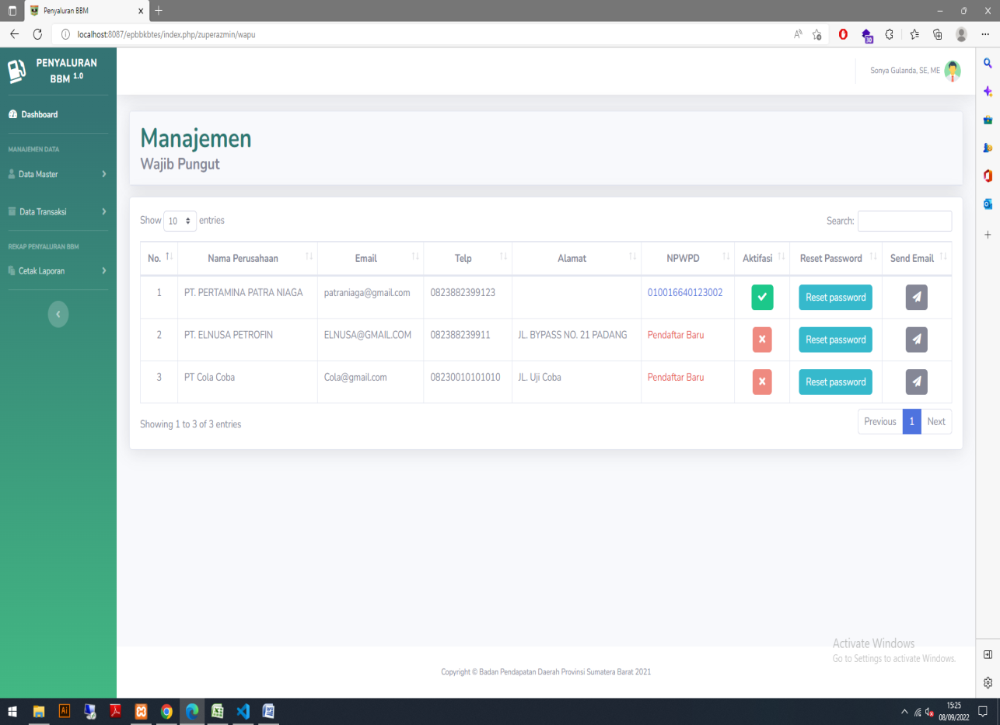 Penyaluran BBM
localhost:8087/epbbkbtes/index.php/zuperazmin/wapu
30
PENYALURAN
BBM 1.0
Sonya Gulanda, SE, ME
Dashboard
MANAJEMEN DATA
Data Master
Data Transaksi
REKAP PENYALURAN BBM
Cetak Laporan
Manajemen
Wajib Pungut
Show 10 entries
Search:
No. Nama Perusahaan Email Telp Alamat NPWPD Aktifasi Reset Password Send Email
1 PT. PERTAMINA PATRA NIAGA patraniaga@gmail.com 0823882399123 010016640123002 Reset password
2 PT. ELNUSA PETROFIN ELNUSA@GMAIL.COM 082388239911 JL. BYPASS NO. 21 PADANG Pendaftar Baru Reset password
3 PT Cola Coba Cola@gmail.com 08230010101010 JL. Uji Coba Pendaftar Baru Reset password
Showing 1 to 3 of 3 entries
Previous 1 Next
Activate Windows
Go to Settings to activate Windows.
Copyright © Badan Pendapatan Daerah Provinsi Sumatera Barat 2021
Ai
15:25
08/09/2022